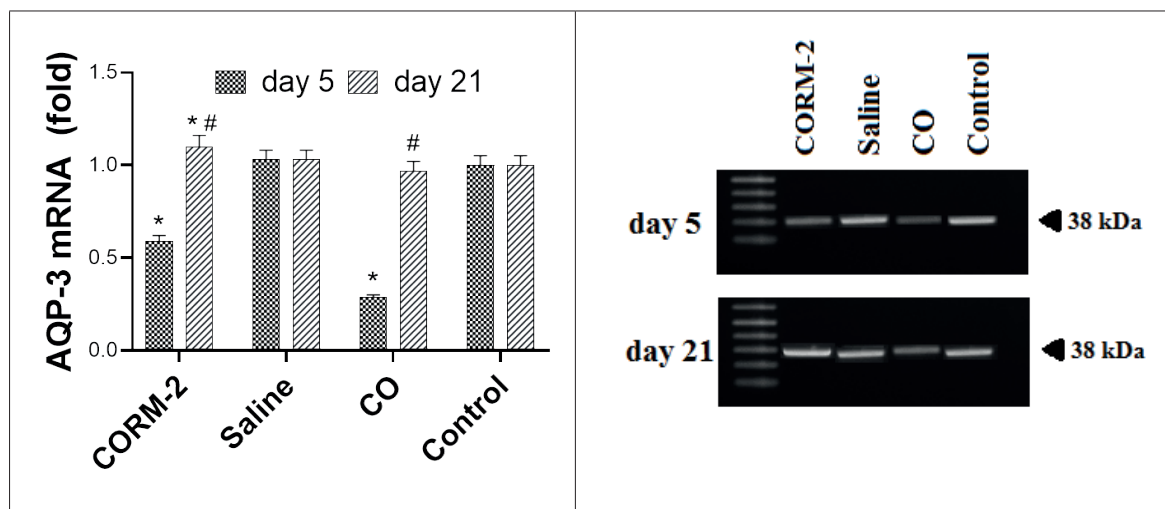 AQP-3 mRNA (fold)
1.5
1.0
0.5
0.0
day 5 day 21
* #
*
#
*
CORM-2
Saline
CO
Control
CORM-2
Saline
CO
Control
day 5
38 kDa
day 21
38 kDa